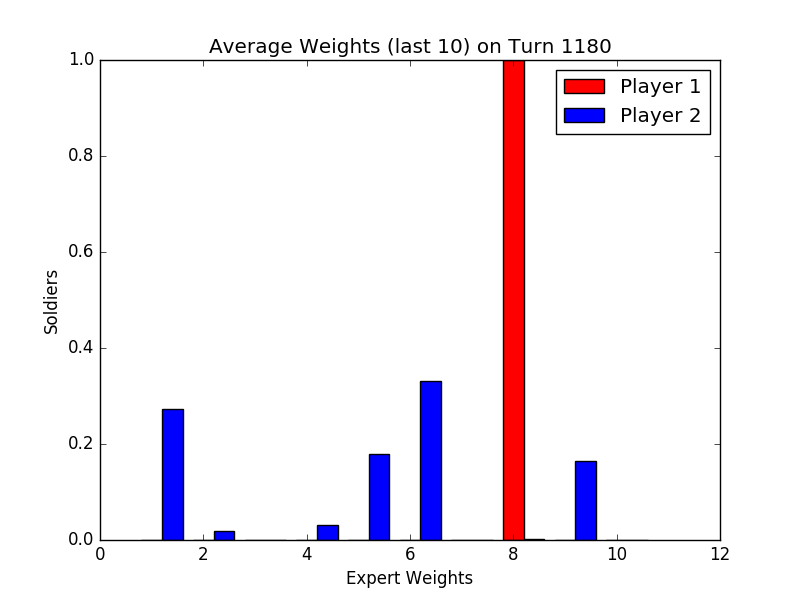 Average Weights (last 10) on Turn 1180
Player 1
Player 2
1.0
0.8
0.6
0.4
0.2
0.0
Soldiers
0 2 4 6 8 10 12
Expert Weights